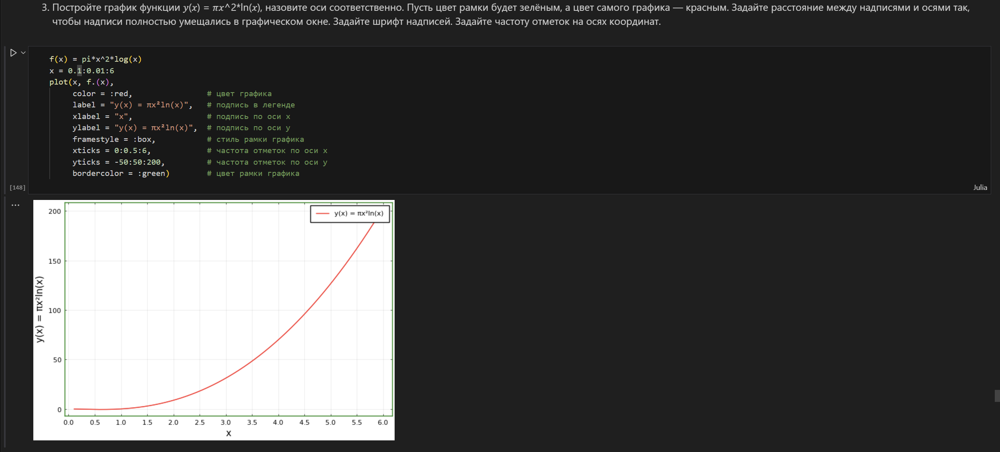 3. Постройте график функции y(x) = πx^2*ln(x), назовите оси соответственно. Пусть цвет рамки будет зелёным, а цвет самого графика — красным. Задайте расстояние между надписями и осями так,
чтобы надписи полностью умещались в графическом окне. Задайте шрифт надписей. Задайте частоту отметок на осях координат.
f(x) = pi*x^2*log(x)
x = 0.1:0.01:6
plot(x, f.(x),
color = :red, # цвет графика
label = "y(x) = πx²ln(x)", # подпись в легенде
xlabel = "x", # подпись по оси x
ylabel = "y(x) = πx²ln(x)", # подпись по оси y
framestyle = :box, # стиль рамки графика
xticks = 0:0.5:6, # частота отметок по оси x
yticks = -50:50:200, # частота отметок по оси y
bordercolor = :green) # цвет рамки графика
[148]
Julia
...
200
150
100
50
0
y(x) = πx²ln(x)
y(x) = πx²ln(x)
0.0 0.5 1.0 1.5 2.0 2.5 3.0 3.5 4.0 4.5 5.0 5.5 6.0
x